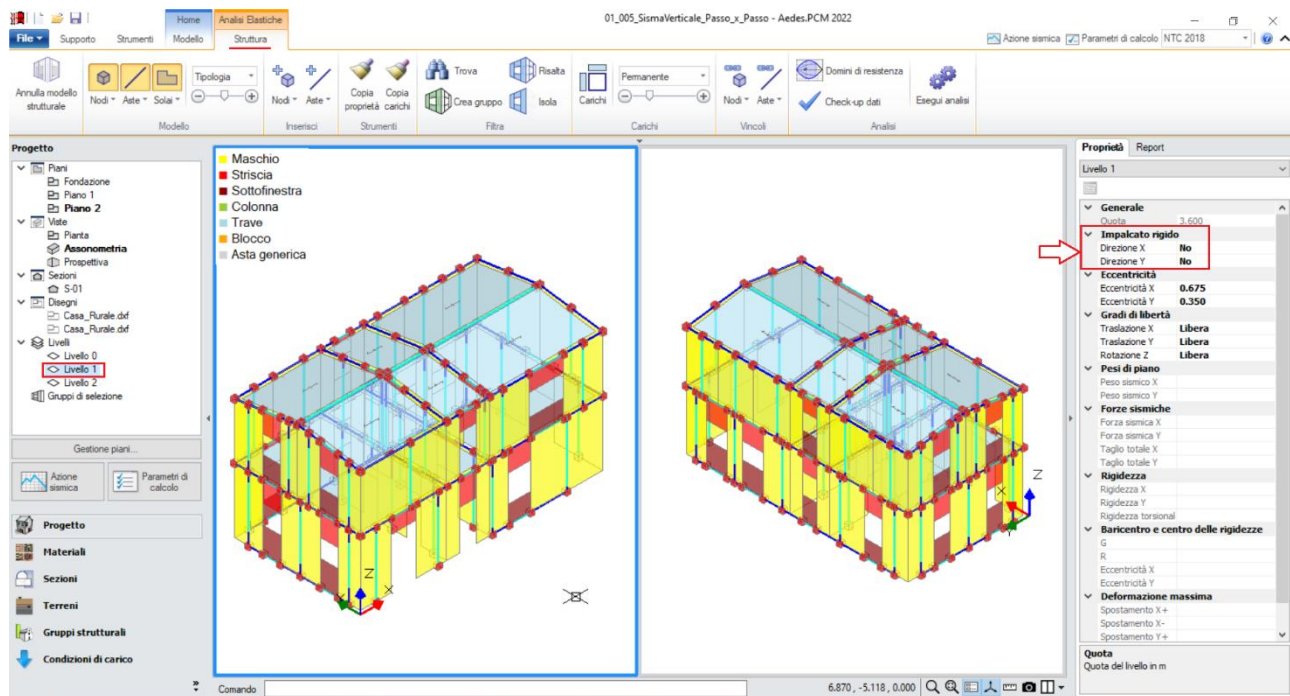 01_005_SismaVerticale_Passo_x_Passo - Aedes.PCM 2022
Home
Analisi Elastiche
File
Supporto
Strumenti
Modello
Struttura
Azione sismica
Parametri di calcolo
NTC 2018
Annulla modello
strutturale
Nodi
Aste
Solai
Tipologia
Modello
Nodi
Aste
Inserisci
Copia
proprietà
Copia
carichi
Strumenti
Trova
Crea gruppo
Risalta
Isola
Filtra
Carichi
Permanente
Carichi
Nodi
Aste
Vincoli
Domini di resistenza
Check-up dati
Esegui analisi
Analisi
Progetto
Piani
Fondazione
Piano 1
Piano 2
Viste
Pianta
Assonometria
Prospettiva
Sezioni
S-01
Disegni
Casa_Rurale.dxf
Casa_Rurale.dxf
Livelli
Livello 0
Livello 1
Livello 2
Gruppi di selezione
Gestione piani...
Azione
sismica
Parametri di
calcolo
Progetto
Materiali
Sezioni
Terreni
Gruppi strutturali
Condizioni di carico
Maschio
Striscia
Sottofinestra
Colonna
Trave
Blocco
Asta generica
Z
X
Z
X
Y
Comando
6.870 , -5.118 , 0.000
Proprietà
Report
Livello 1
Generale
Quota 3.600
Impalcato rigido
Direzione X No
Direzione Y No
Eccentricità
Eccentricità X 0.675
Eccentricità Y 0.350
Gradi di libertà
Traslazione X Libera
Traslazione Y Libera
Rotazione Z Libera
Pesi di piano
Peso sismico X
Peso sismico Y
Forze sismiche
Forza sismica X
Forza sismica Y
Taglio totale X
Taglio totale Y
Rigidezza
Rigidezza X
Rigidezza Y
Rigidezza torsional
Baricentro e centro delle rigidezze
G
R
Eccentricità X
Eccentricità Y
Deformazione massima
Spostamento X+
Spostamento X-
Spostamento Y+
Quota
Quota del livello in m